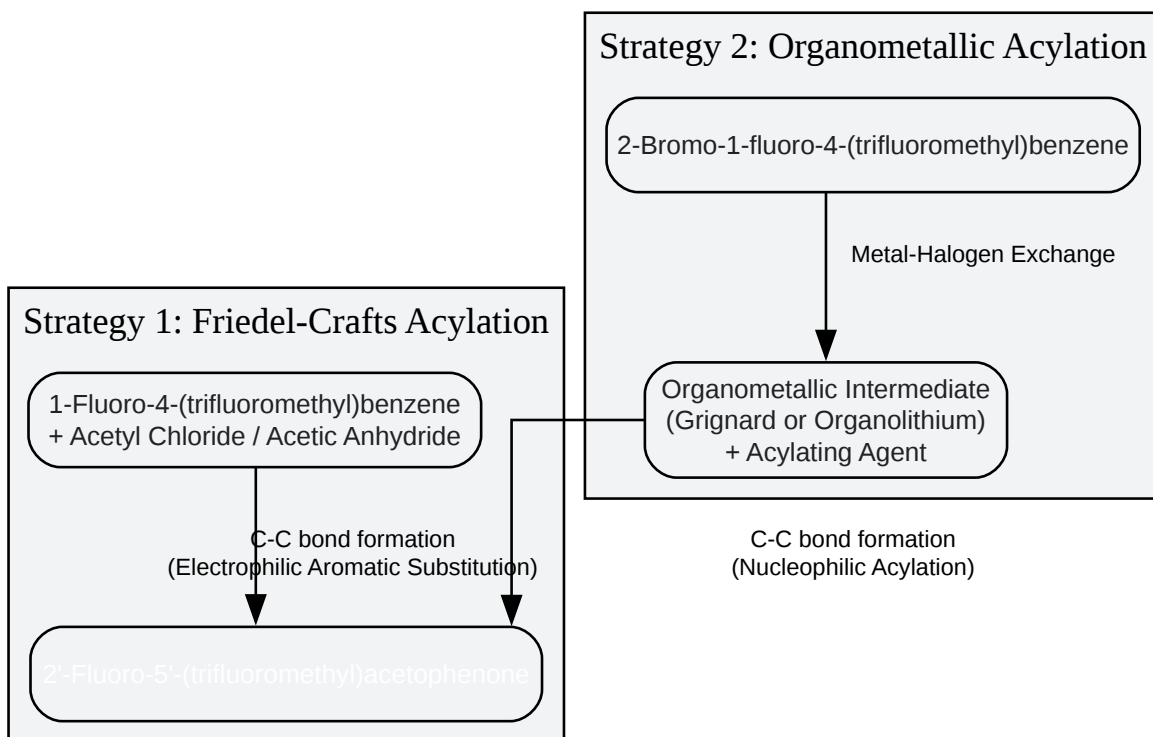 Strategy 2: Organometallic Acylation
2-Bromo-1-fluoro-4-(trifluoromethyl)benzene
Metal-Halogen Exchange
Organometallic Intermediate
(Grignard or Organolithium)
+ Acylating Agent
C-C bond formation
(Nucleophilic Acylation)
Strategy 1: Friedel-Crafts Acylation
1-Fluoro-4-(trifluoromethyl)benzene
+ Acetyl Chloride / Acetic Anhydride
C-C bond formation
(Electrophilic Aromatic Substitution)
2'-Fluoro-5'-(trifluoromethyl)acetophenone